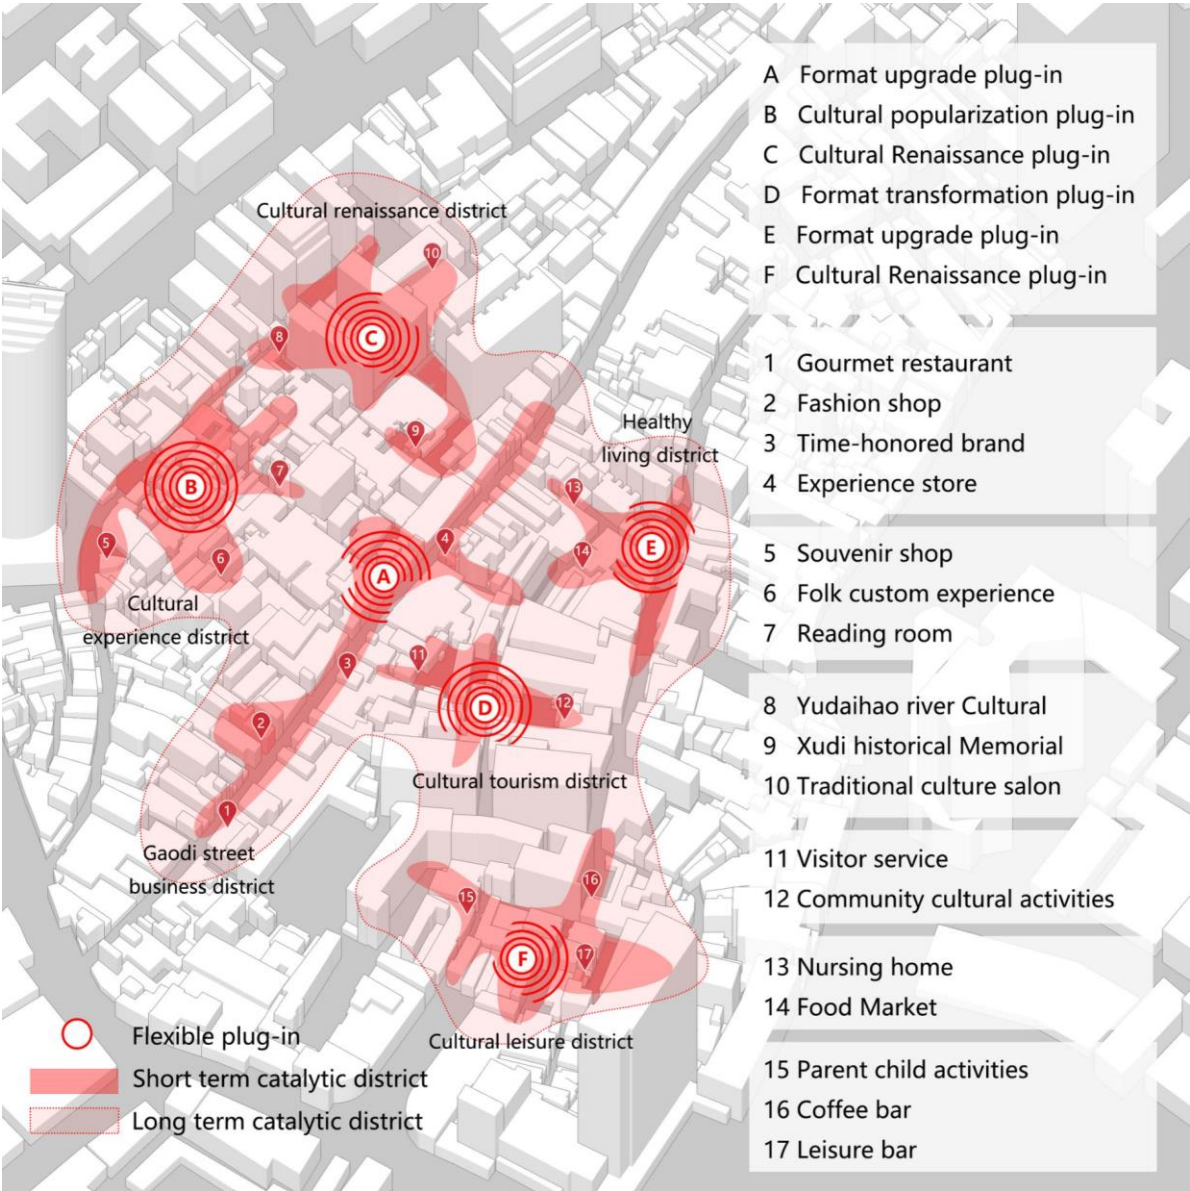 A Format upgrade plug-in
B Cultural popularization plug-in
C Cultural Renaissance plug-in
D Format transformation plug-in
E Format upgrade plug-in
F Cultural Renaissance plug-in
1 Gourmet restaurant
2 Fashion shop
3 Time-honored brand
4 Experience store
5 Souvenir shop
6 Folk custom experience
7 Reading room
8 Yudaihao river Cultural
9 Xudi historical Memorial
10 Traditional culture salon
11 Visitor service
12 Community cultural activities
13 Nursing home
14 Food Market
15 Parent child activities
16 Coffee bar
17 Leisure bar
Cultural renaissance district
10
8
C
9
Healthy
living district
7
B
13
5
6
4
14
E
A
Cultural
experience district
11
3
D
12
2
Cultural tourism district
1
Gaodi street
business district
16
15
17
F
Cultural leisure district
Flexible plug-in
Short term catalytic district
Long term catalytic district